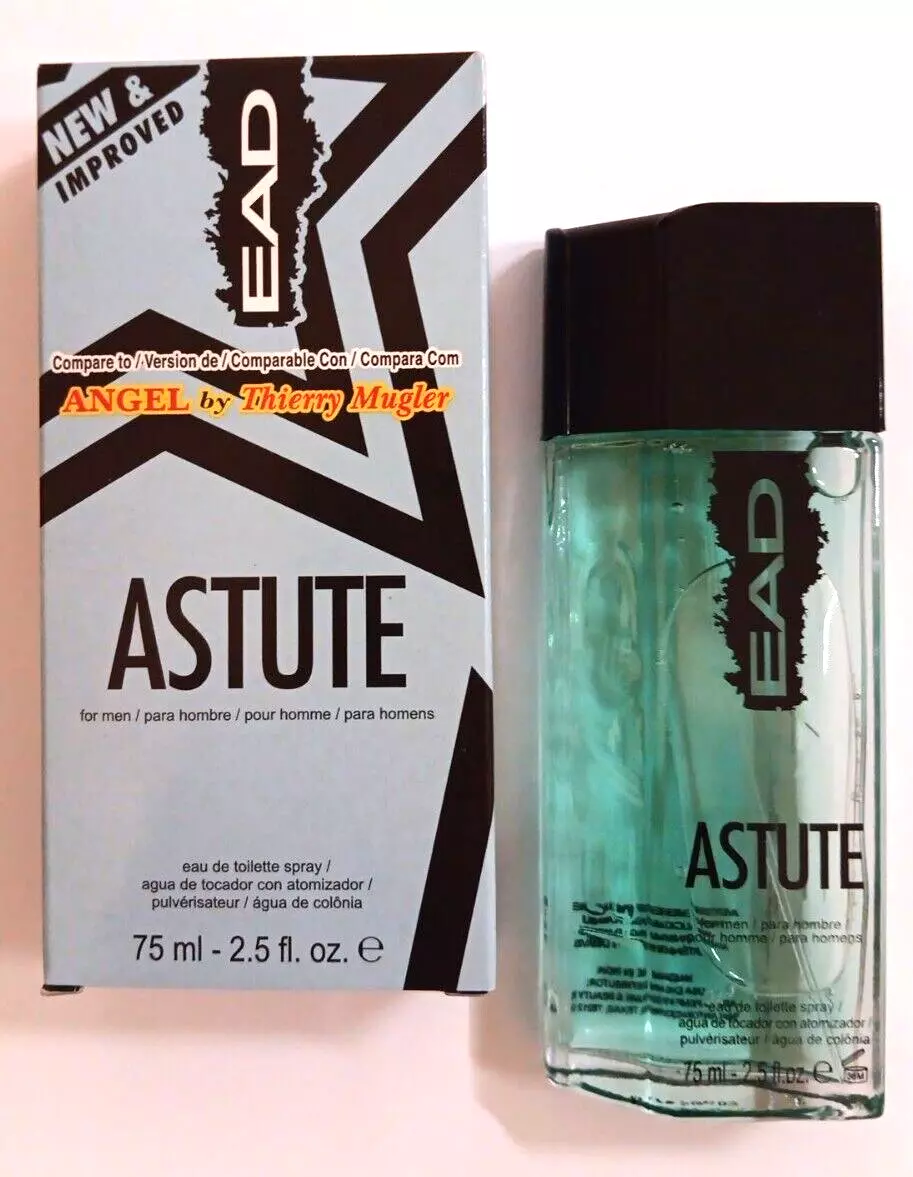 NEW &
IMPROVED
EAD
Compare to / Version de / Comparable Con / Compara Com
ANGEL by Thierry Mugler
ASTUTE
for men / para hombre / pour homme / para homens
eau de toilette spray /
agua de tocador con atomizador /
pulvérisateur / água de colônia
75 ml - 2.5 fl. oz. ℮
EAD
ASTUTE
for men / para hombre /
pour homme / para homens
eau de toilette spray /
agua de tocador con atomizador /
pulvérisateur / água de colônia
75 ml - 2.5 fl.oz. ℮
36M